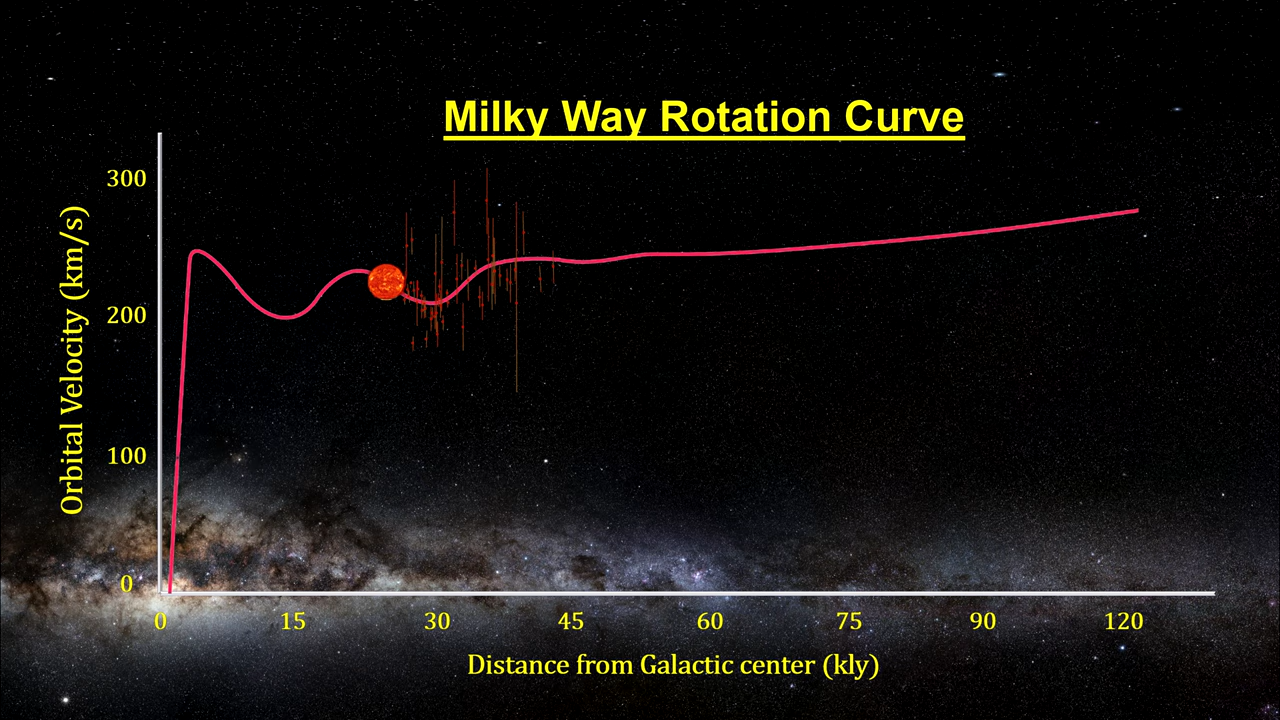 Milky Way Rotation Curve
Orbital Velocity (km/s)
300
200
100
0
0 15 30 45 60 75 90 120
Distance from Galactic center (kly)